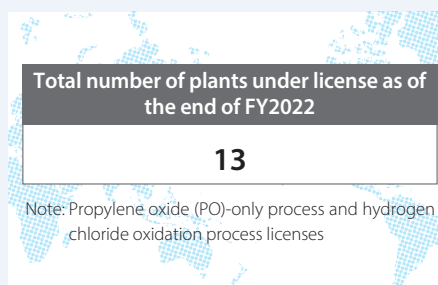 Total number of plants under license as of
the end of FY2022
13
Note: Propylene oxide (PO)-only process and hydrogen
chloride oxidation process licenses